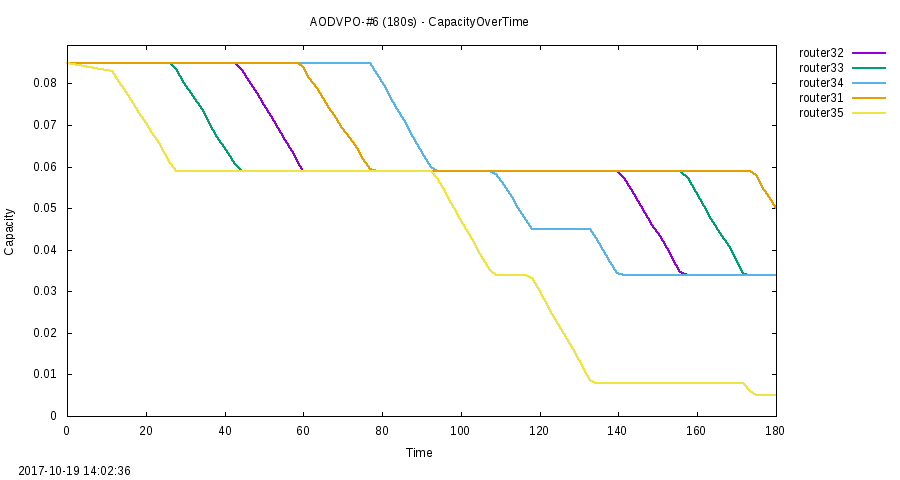 AODVPO-#6 (180s) - CapacityOverTime
router32
router33
router34
router31
router35
Capacity
0.08
0.07
0.06
0.05
0.04
0.03
0.02
0.01
0
0 20 40 60 80 100 120 140 160 180
Time
2017-10-19 14:02:36